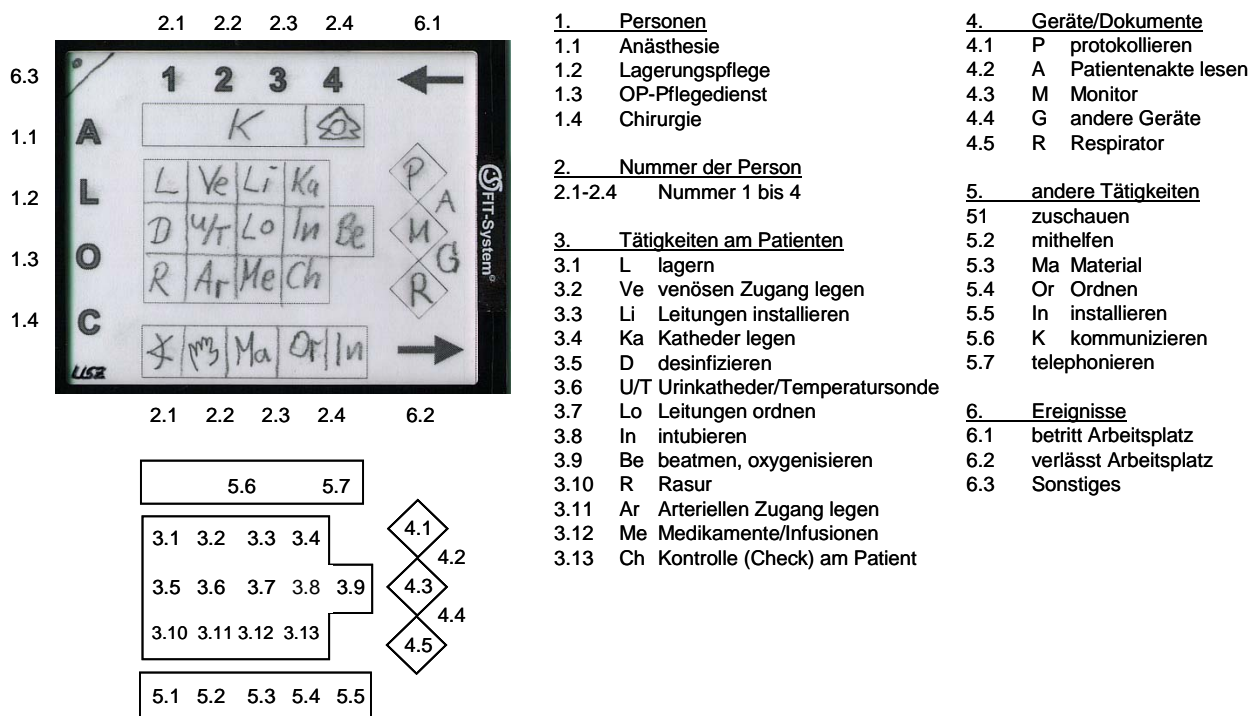 2.1 2.2 2.3 2.4 6.1
6.3
1.1
1.2
1.3
1.4
1 2 3 4
A
L
O
C
K
L Ve Li Ka
D U/T Lo In Be
R Ar Me Ch
Ma Or In
P
A
M
G
R
FIT-System®
USZ
2.1 2.2 2.3 2.4 6.2
5.6 5.7
3.1 3.2 3.3 3.4
3.5 3.6 3.7 3.8 3.9
3.10 3.11 3.12 3.13
5.1 5.2 5.3 5.4 5.5
4.1
4.2
4.3
4.4
4.5
1. Personen
1.1 Anästhesie
1.2 Lagerungspflege
1.3 OP-Pflegedienst
1.4 Chirurgie
2. Nummer der Person
2.1-2.4 Nummer 1 bis 4
3. Tätigkeiten am Patienten
3.1 L lagern
3.2 Ve venösen Zugang legen
3.3 Li Leitungen installieren
3.4 Ka Katheder legen
3.5 D desinfizieren
3.6 U/T Urinkatheder/Temperatursonde
3.7 Lo Leitungen ordnen
3.8 In intubieren
3.9 Be beatmen, oxygenisieren
3.10 R Rasur
3.11 Ar Arteriellen Zugang legen
3.12 Me Medikamente/Infusionen
3.13 Ch Kontrolle (Check) am Patient
4. Geräte/Dokumente
4.1 P protokollieren
4.2 A Patientenakte lesen
4.3 M Monitor
4.4 G andere Geräte
4.5 R Respirator
5. andere Tätigkeiten
51 zuschauen
5.2 mithelfen
5.3 Ma Material
5.4 Or Ordnen
5.5 In installieren
5.6 K kommunizieren
5.7 telephonieren
6. Ereignisse
6.1 betritt Arbeitsplatz
6.2 verlässt Arbeitsplatz
6.3 Sonstiges